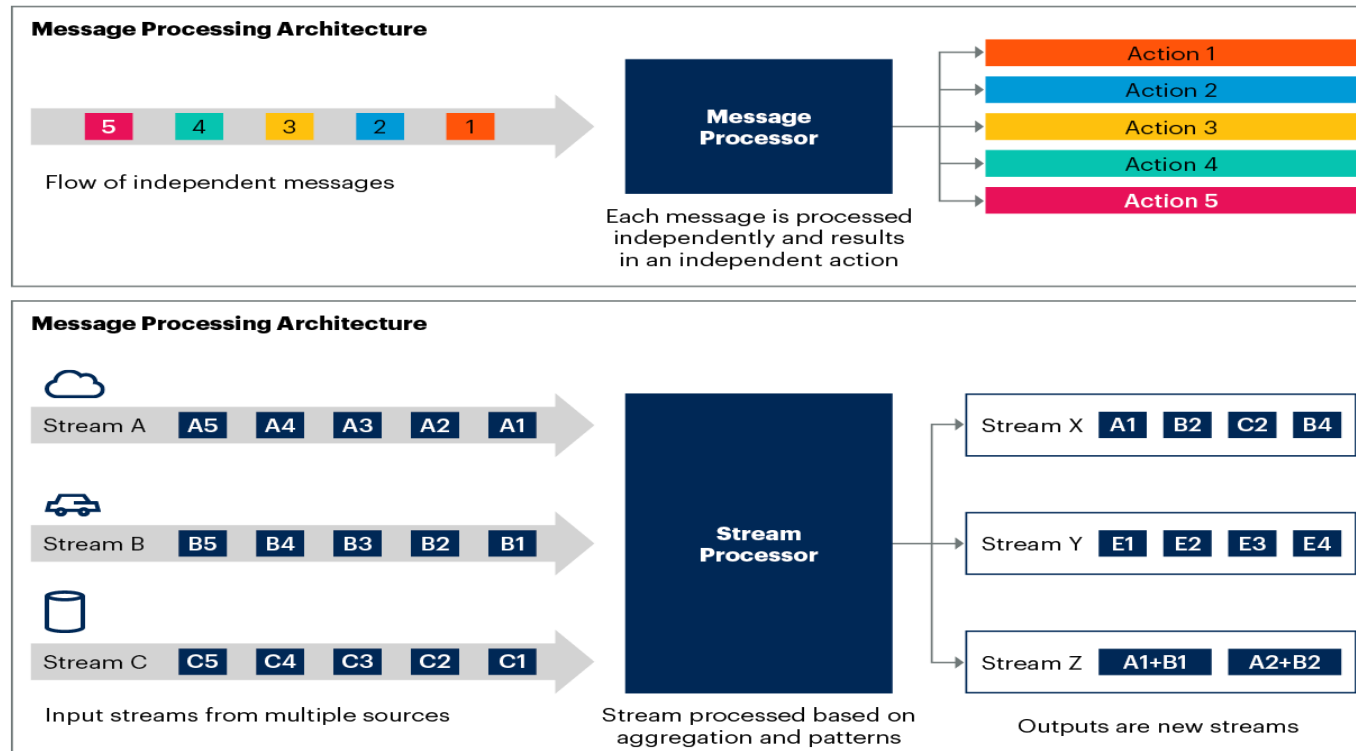 Message Processing Architecture
5 4 3 2 1
Flow of independent messages
Message
Processor
Each message is processed
independently and results
in an independent action
Action 1
Action 2
Action 3
Action 4
Action 5
Message Processing Architecture
Stream A A5 A4 A3 A2 A1
Stream B B5 B4 B3 B2 B1
Stream C C5 C4 C3 C2 C1
Input streams from multiple sources
Stream
Processor
Stream processed based on
aggregation and patterns
Stream X A1 B2 C2 B4
Stream Y E1 E2 E3 E4
Stream Z A1+B1 A2+B2
Outputs are new streams